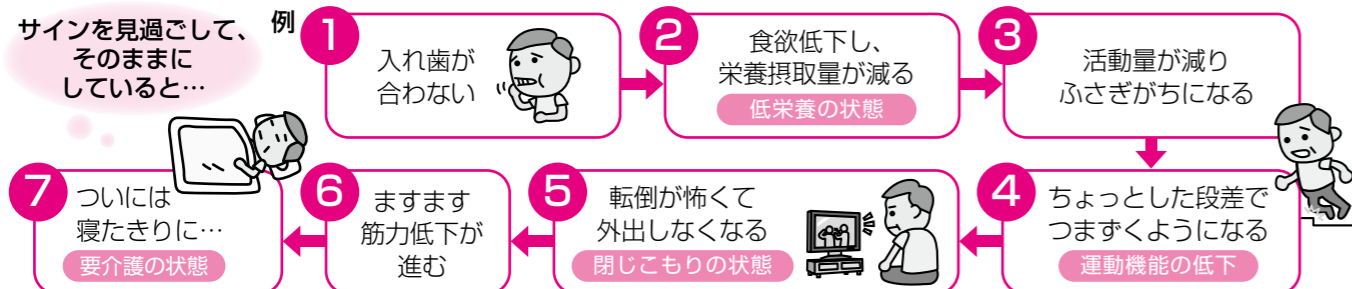 サインを見過ごして、
そのままに
していると…
例
1
入れ歯が
合わない
2
食欲低下し、
栄養摂取量が減る
低栄養の状態
3
活動量が減り
ふさぎがちになる
4
ちょっとした段差で
つまずくようになる
運動機能の低下
5
転倒が怖くて
外出しなくなる
閉じこもりの状態
6
ますます
筋力低下が
進む
7
ついには
寝たきりに…
要介護の状態